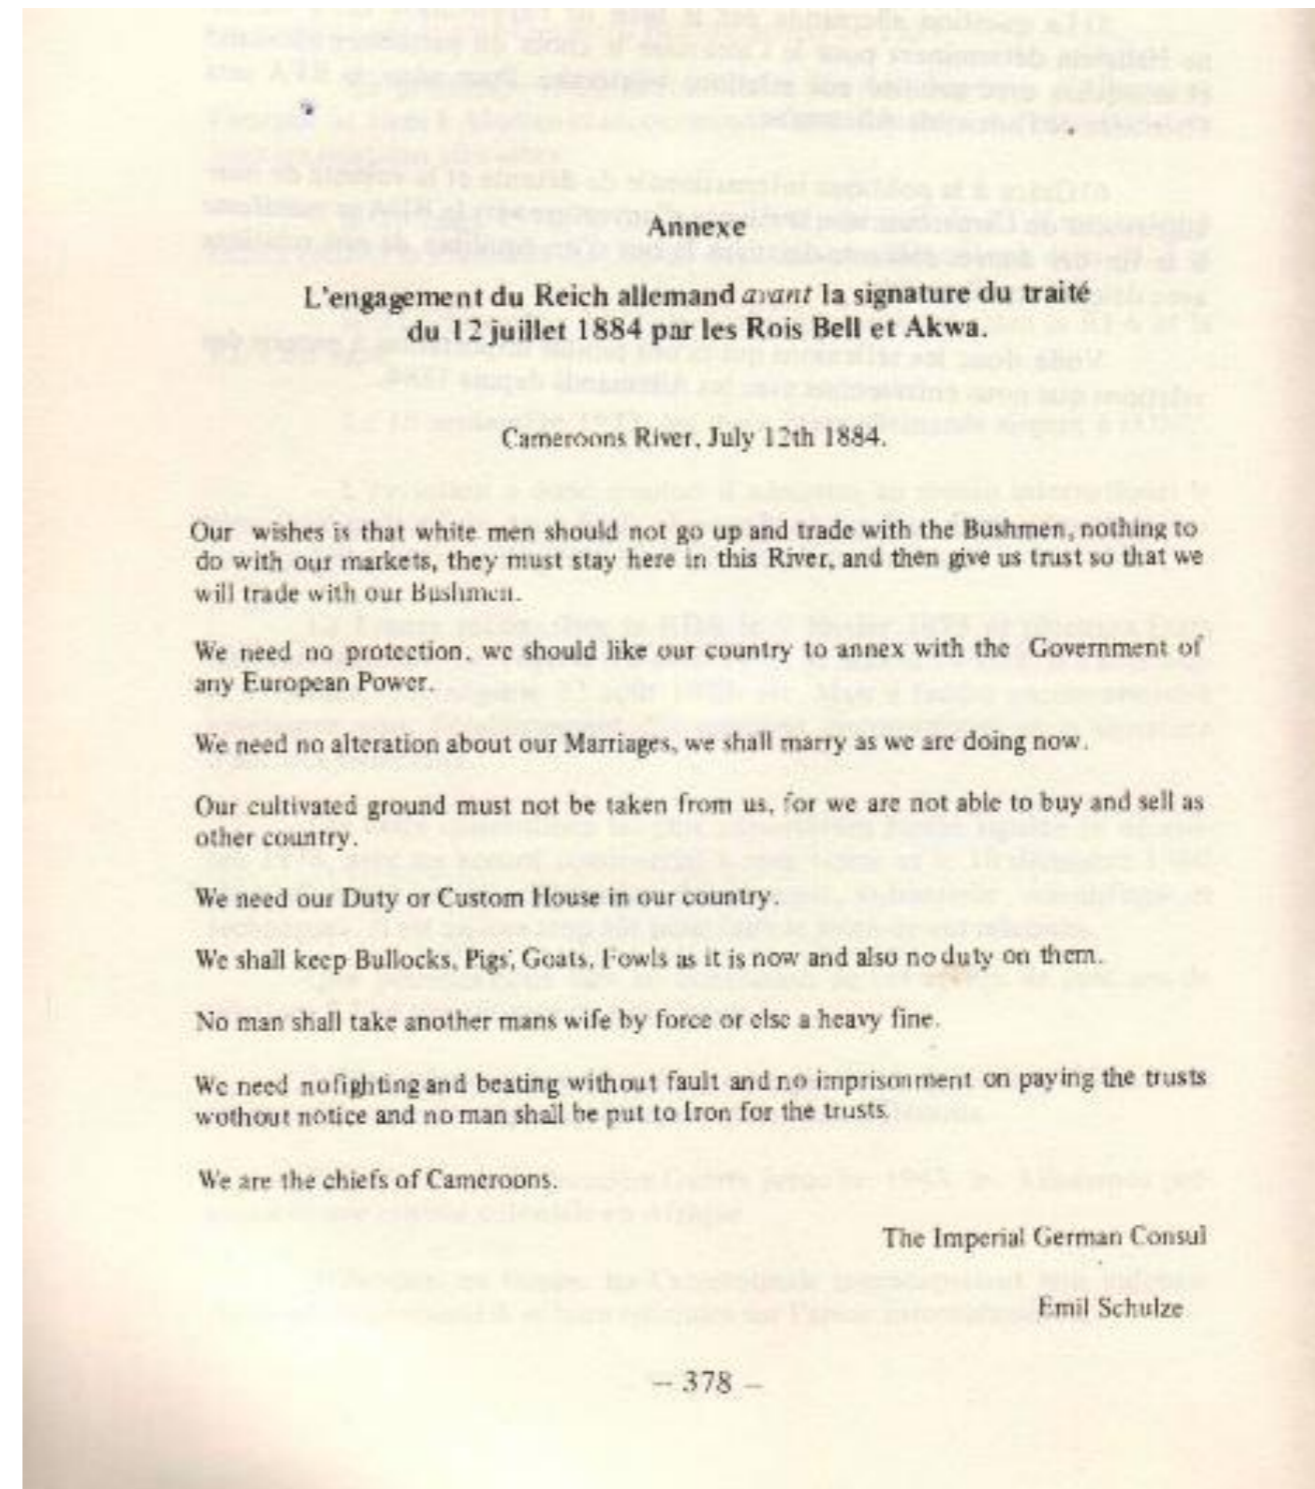 Annexe
L'engagement du Reich allemand avant la signature du traité
du 12 juillet 1884 par les Rois Bell et Akwa.
Cameroons River, July 12th 1884.
Our wishes is that white men should not go up and trade with the Bushmen, nothing to
do with our markets, they must stay here in this River, and then give us trust so that we
will trade with our Bushmen.
We need no protection, we should like our country to annex with the Government of
any European Power.
We need no alteration about our Marriages, we shall marry as we are doing now.
Our cultivated ground must not be taken from us, for we are not able to buy and sell as
other country.
We need our Duty or Custom House in our country.
We shall keep Bullocks, Pigs, Goats, Fowls as it is now and also no duty on them.
No man shall take another mans wife by force or else a heavy fine.
We need nofighting and beating without fault and no imprisonment on paying the trusts
wothout notice and no man shall be put to Iron for the trusts.
We are the chiefs of Cameroons.
The Imperial German Consul
Emil Schulze
— 378 —